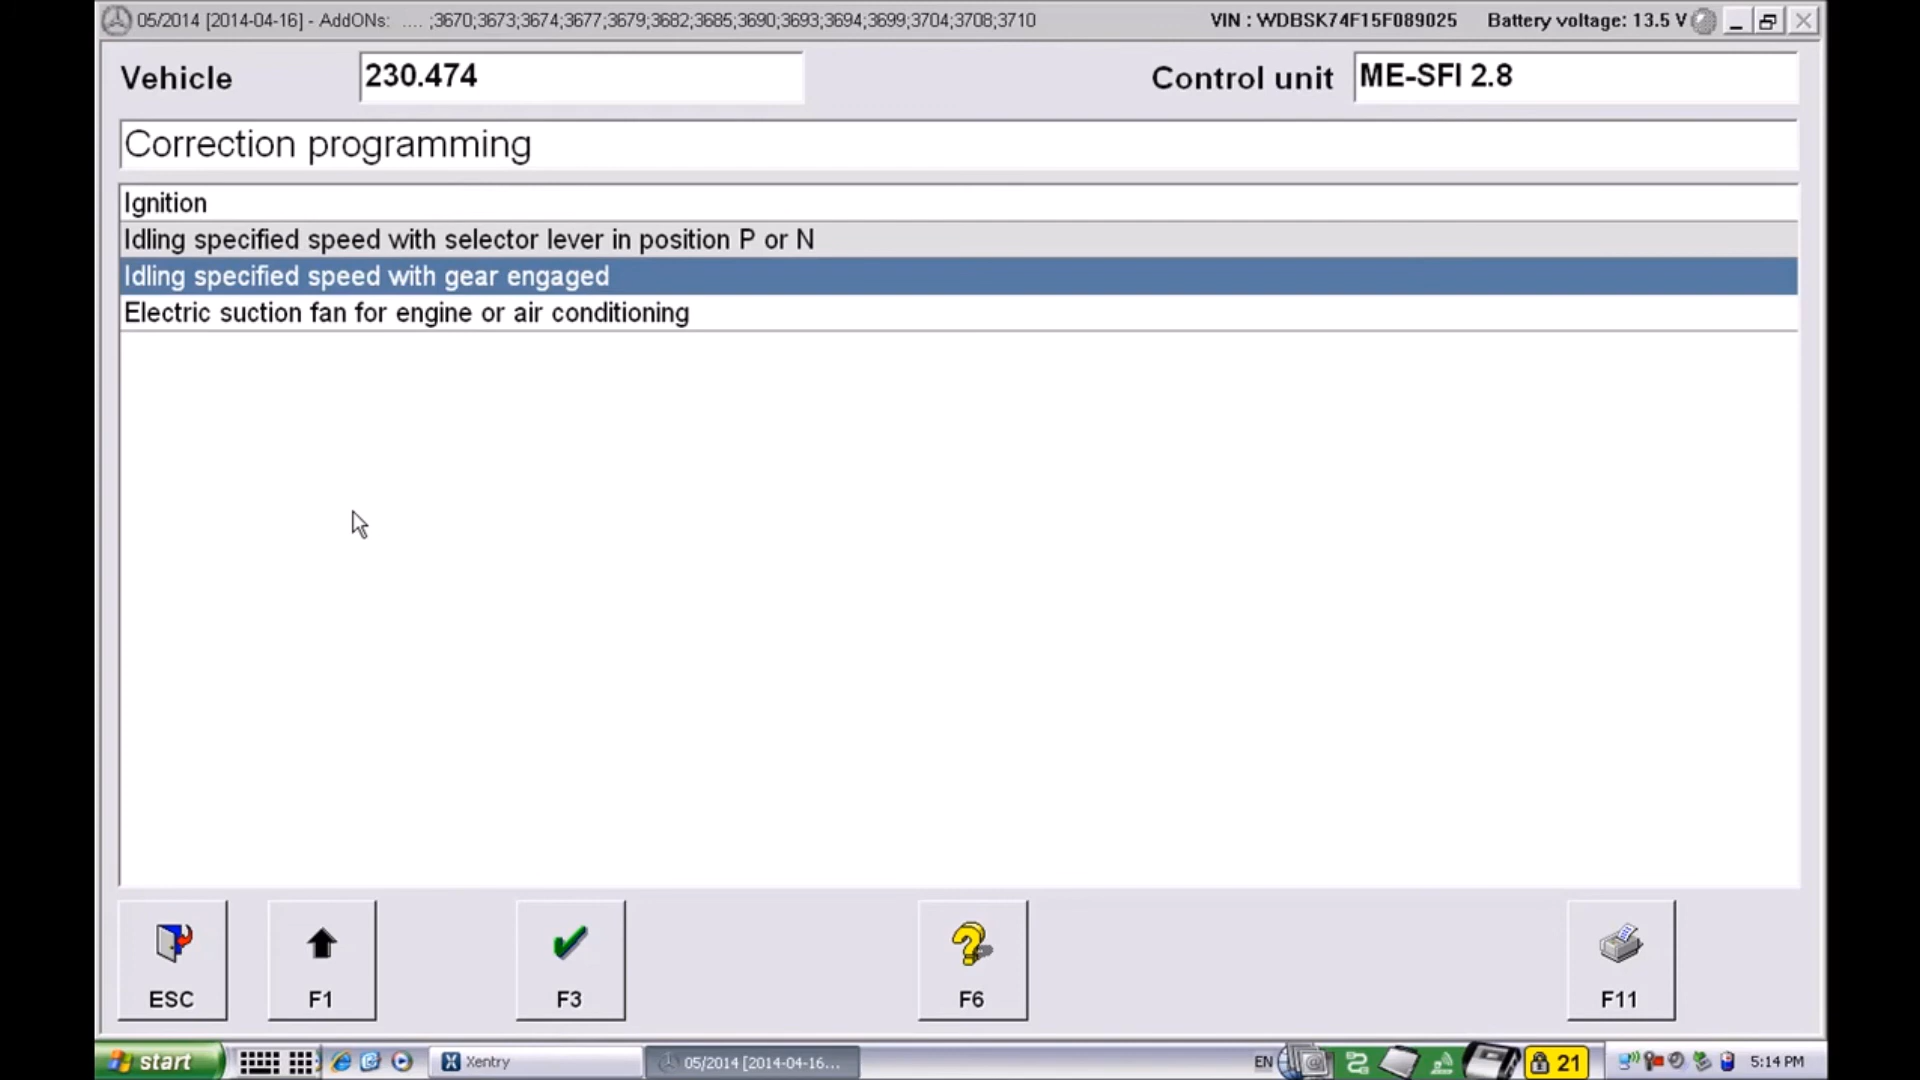 05/2014 [2014-04-16] - AddONs: .... ;3670;3673;3674;3677;3679;3682;3685;3690;3693;3694;3699;3704;3708;3710 VIN : WDBSK74F15F089025 Battery voltage: 13.5 V
Vehicle 230.474 Control unit ME-SFI 2.8
Correction programming
Ignition
Idling specified speed with selector lever in position P or N
Idling specified speed with gear engaged
Electric suction fan for engine or air conditioning
ESC F1 F3 F6 F11
start Xentry 05/2014 [2014-04-16... EN 21 5:14 PM